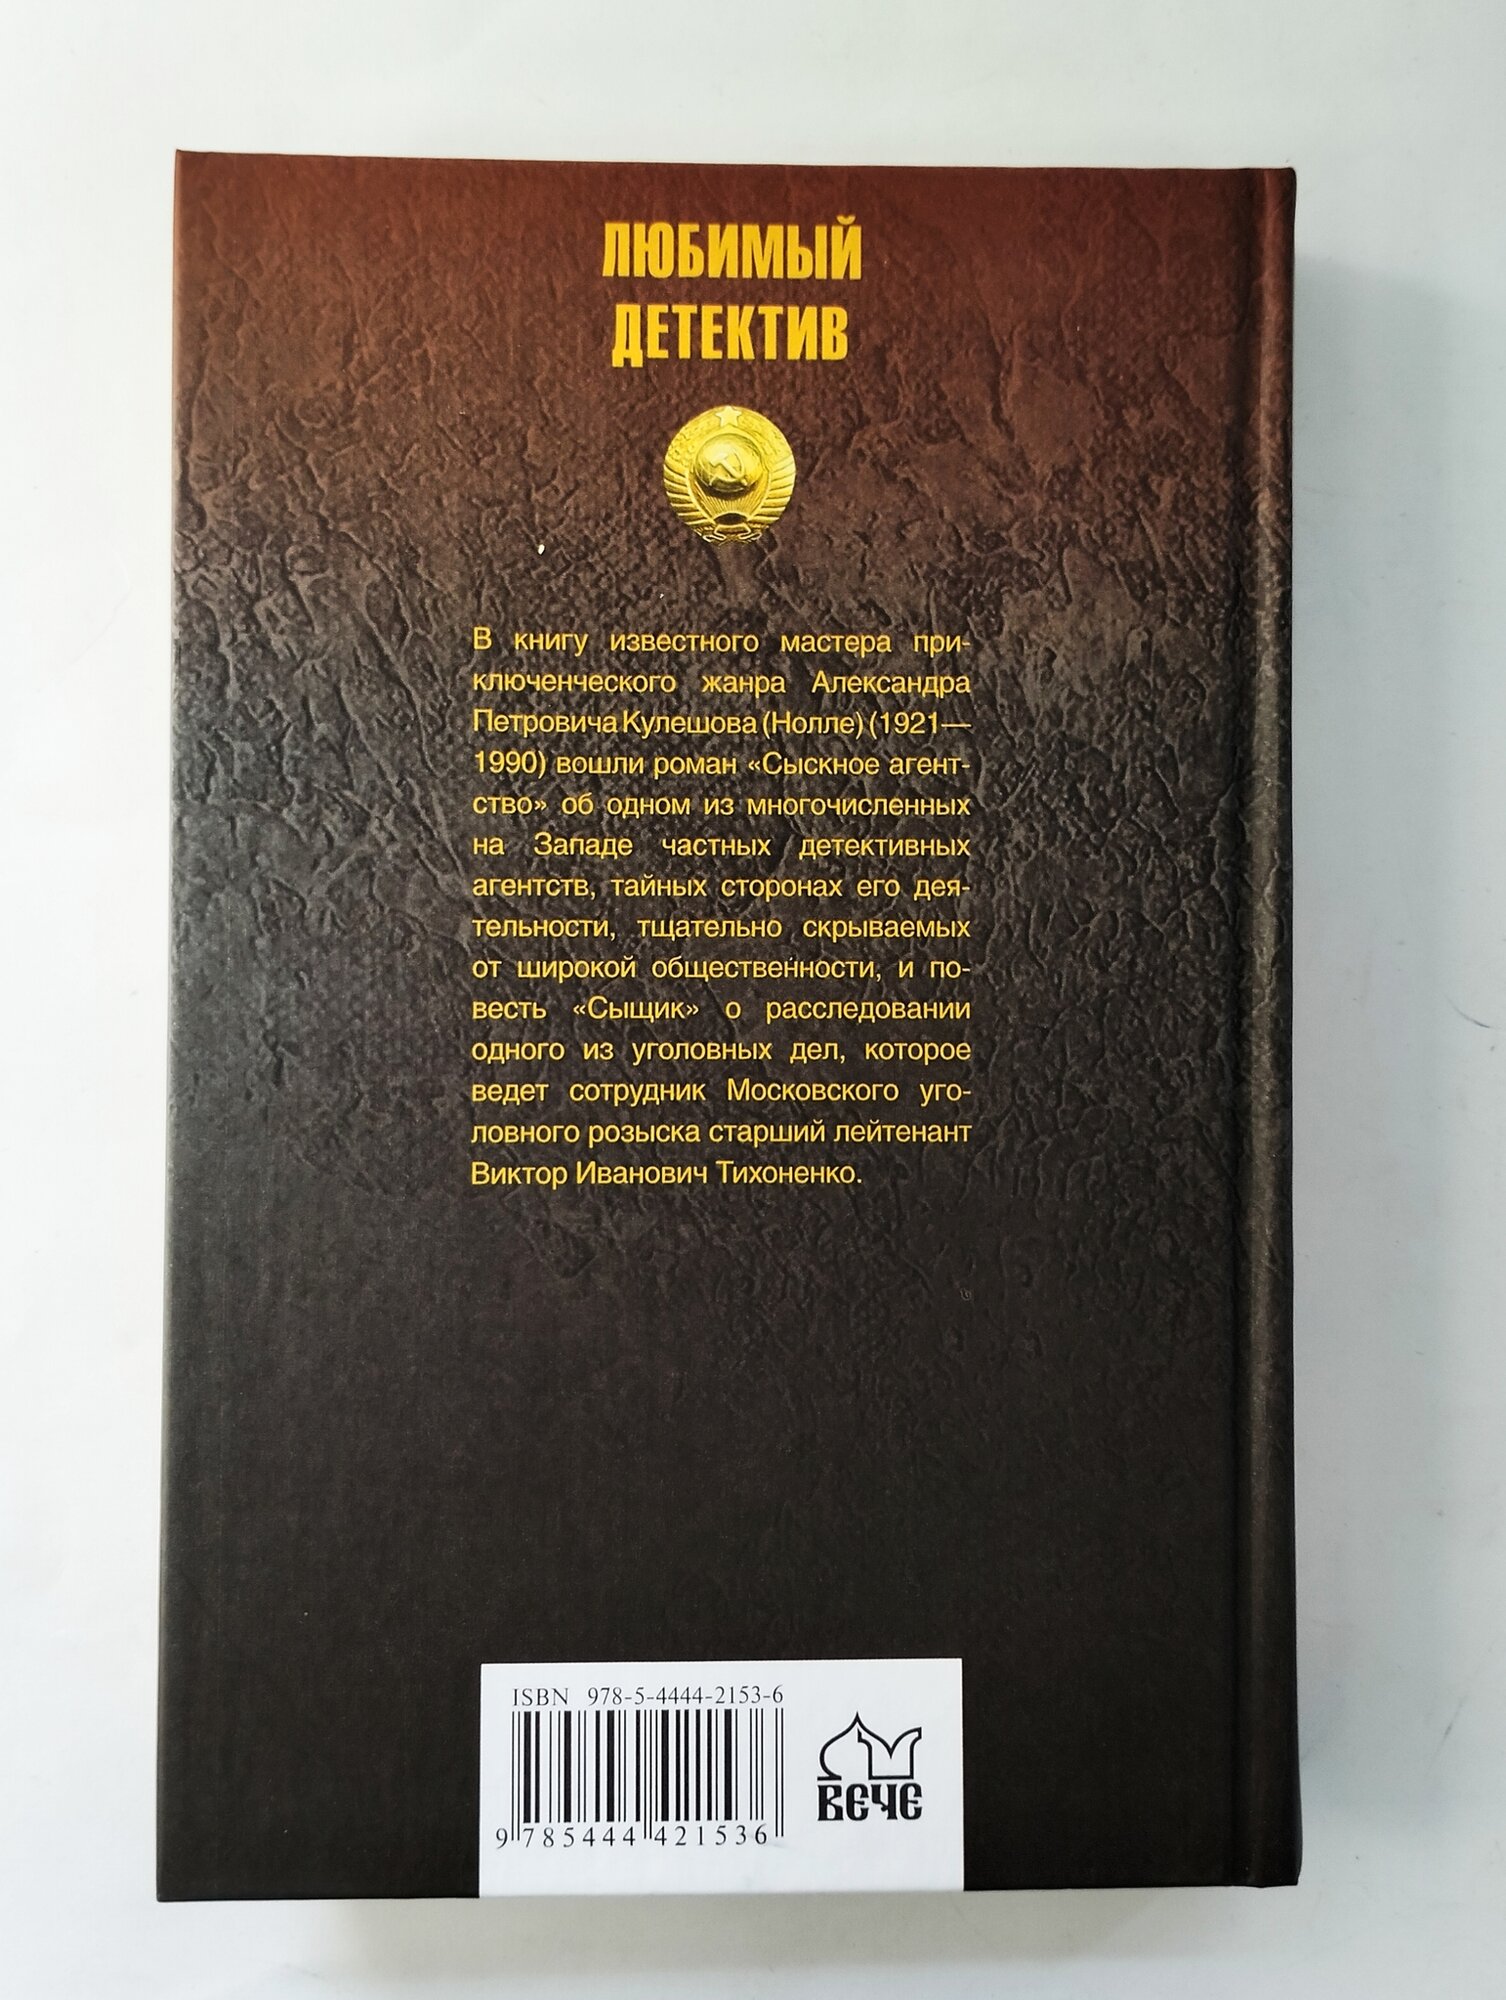 ЛЮБИМЫЙ
ДЕТЕКТИВ
В книгу известного мастера при-
ключенческого жанра Александра
Петровича Кулешова (Нолле) (1921—
1990) вошли роман «Сыскное агент-
ство» об одном из многочисленных
на Западе частных детективных
агентств, тайных сторонах его дея-
тельности, тщательно скрываемых
от широкой общественности, и по-
весть «Сыщик» о расследовании
одного из уголовных дел, которое
ведет сотрудник Московского уго-
ловного розыска старший лейтенант
Виктор Иванович Тихоненко.
ISBN 978-5-4444-2153-6
9 785444 421536
ВЕЧЕ